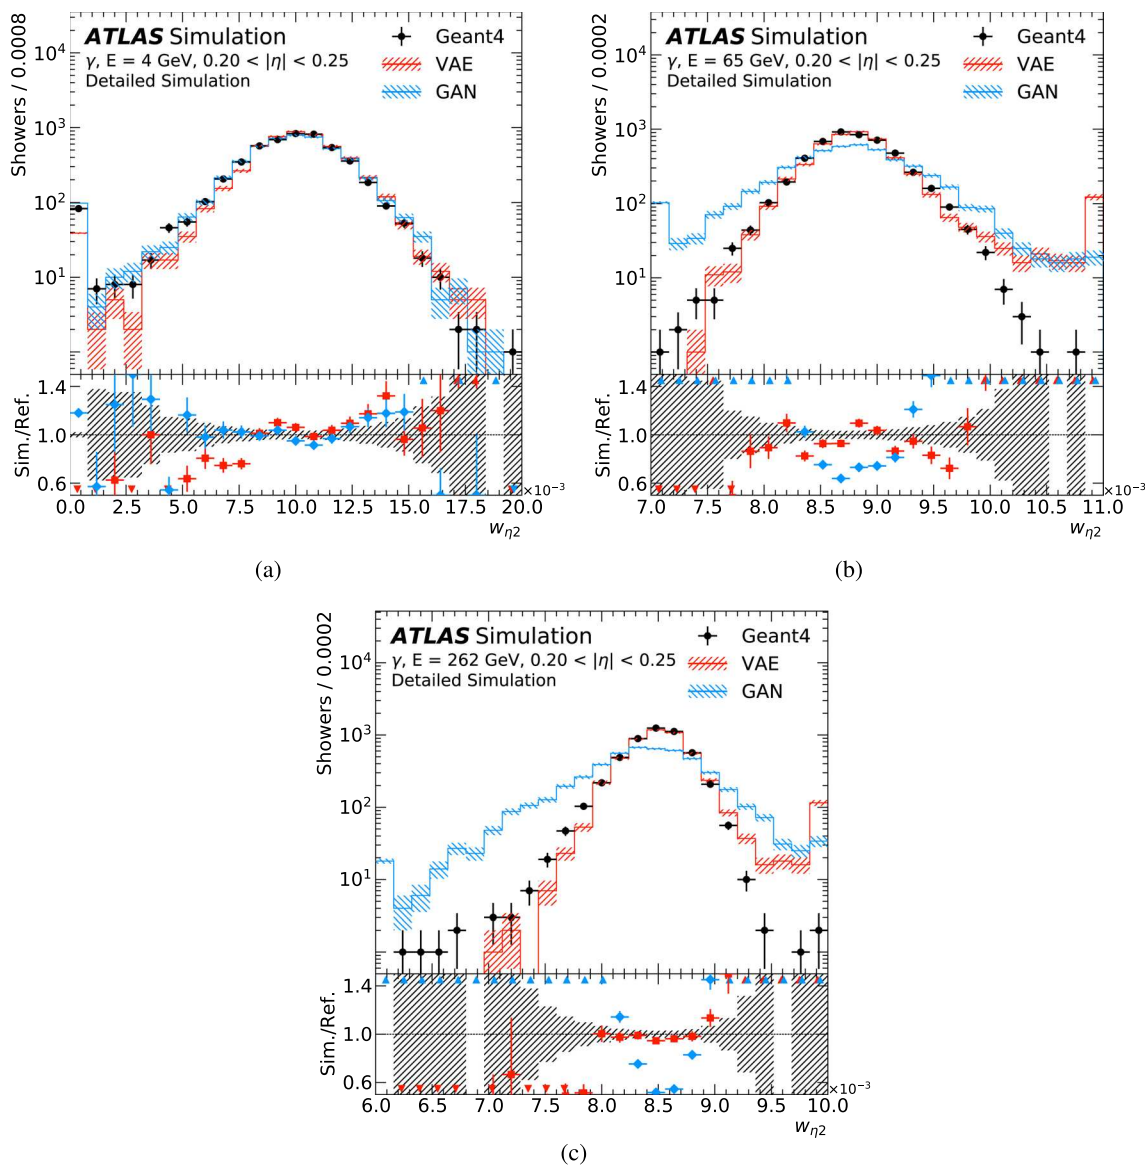 ATLAS Simulation
γ, E = 4 GeV, 0.20 < |η| < 0.25
Detailed Simulation
Geant4
VAE
GAN
Showers / 0.0008
10⁴
10³
10²
10¹
Sim./Ref.
1.4
1.0
0.6
0.0 2.5 5.0 7.5 10.0 12.5 15.0 17.5 20.0
×10⁻³
wη2
(a)
ATLAS Simulation
γ, E = 65 GeV, 0.20 < |η| < 0.25
Detailed Simulation
Geant4
VAE
GAN
Showers / 0.0002
10⁴
10³
10²
10¹
Sim./Ref.
1.4
1.0
0.6
7.0 7.5 8.0 8.5 9.0 9.5 10.0 10.5 11.0
×10⁻³
wη2
(b)
ATLAS Simulation
γ, E = 262 GeV, 0.20 < |η| < 0.25
Detailed Simulation
Geant4
VAE
GAN
Showers / 0.0002
10⁴
10³
10²
10¹
Sim./Ref.
1.4
1.0
0.6
6.0 6.5 7.0 7.5 8.0 8.5 9.0 9.5 10.0
×10⁻³
wη2
(c)